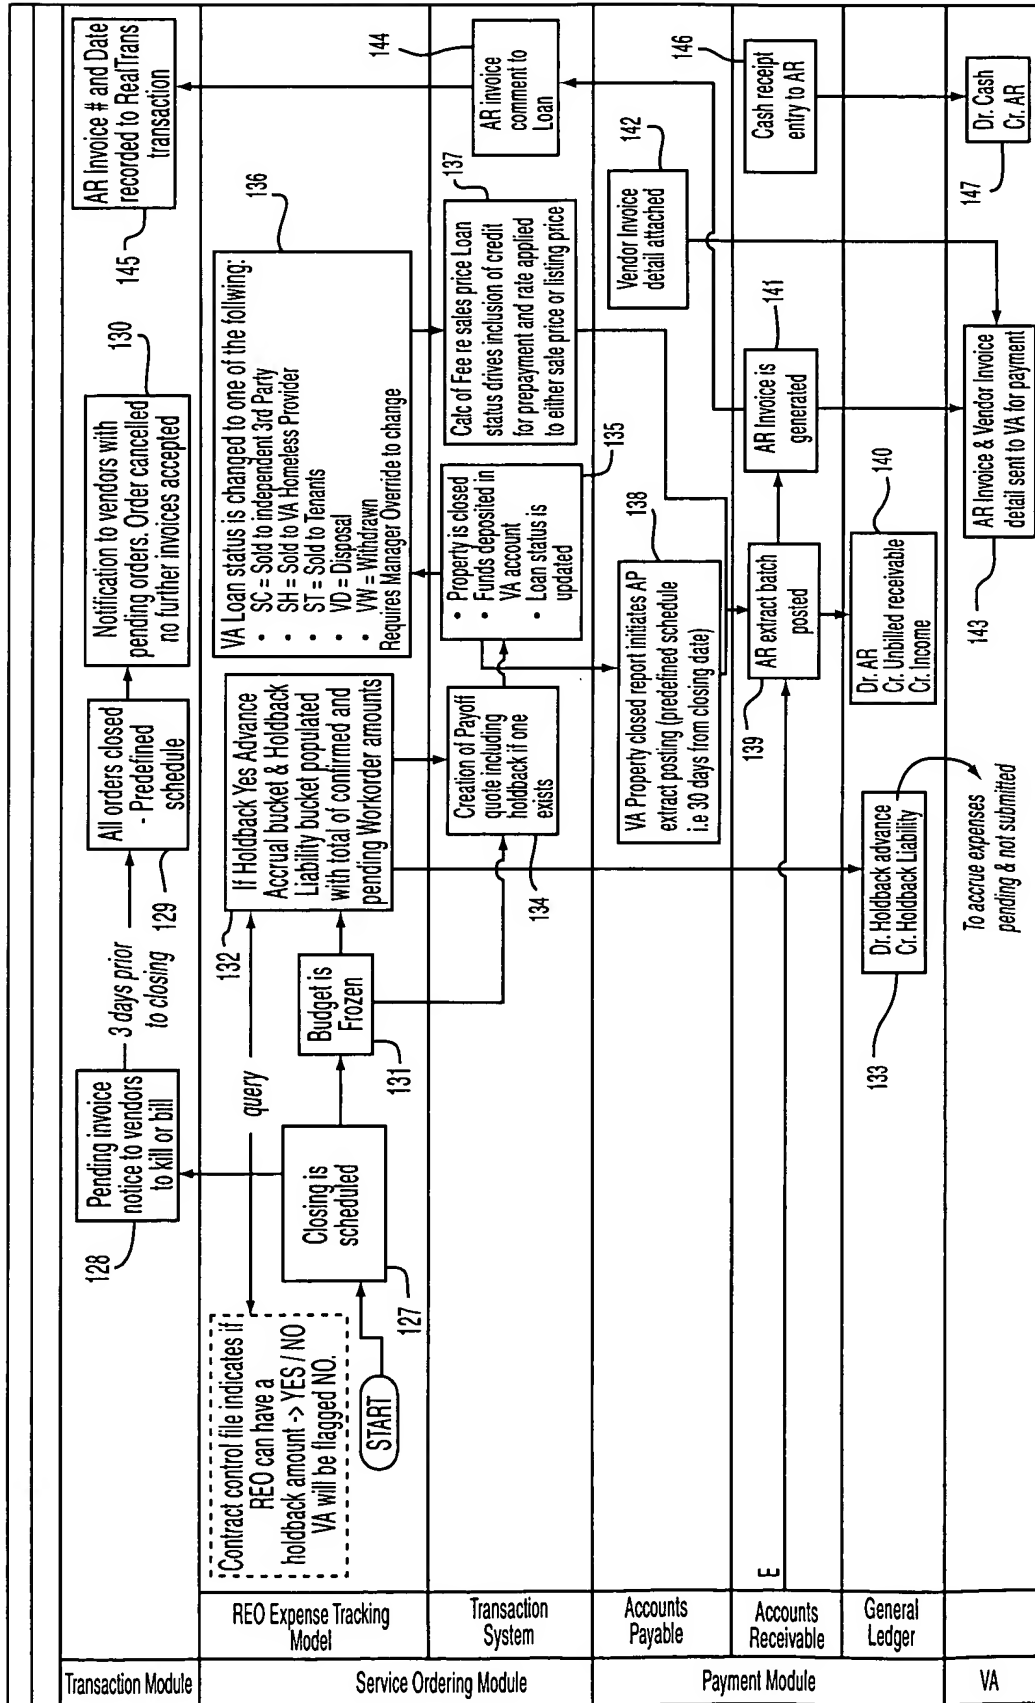 Transaction Module
128
Pending invoice
notice to vendors
to kill or bill
3 days prior
to closing
All orders closed
- Predefined
schedule
129
Notification to vendors with
pending orders. Order cancelled
no further invoices accepted
130
AR Invoice # and Date
recorded to RealTrans
transaction
145
Service Ordering Module
REO Expense Tracking
Model
Contract control file indicates if
REO can have a
holdback amount -> YES / NO
VA will be flagged NO.
START
query
Closing is
scheduled
127
Budget is
Frozen
131
132
If Holdback Yes Advance
Accrual bucket & Holdback
Liability bucket populated
with total of confirmed and
pending Workorder amounts
VA Loan status is changed to one of the follwing:
• SC = Sold to independent 3rd Party
• SH = Sold to VA Homeless Provider
• ST = Sold to Tenants
• VD = Disposal
• VW = Withdrawn
Requires Manager Override to change
136
Transaction
System
Creation of Payoff
quote including
holdback if one
exists
134
• Property is closed
• Funds deposited in
VA account
• Loan status is
updated
135
Calc of Fee re sales price Loan
status drives inclusion of credit
for prepayment and rate applied
to either sale price or listing price
137
AR invoice
comment to
Loan
144
Payment Module
Accounts
Payable
VA Property closed report initiates AP
extract posting (predefined schedule
i.e 30 days from closing date)
138
Vendor Invoice
detail attached
142
Accounts
Receivable
E
139
AR extract batch
posted
AR Invoice is
generated
141
Cash receipt
entry to AR
146
General
Ledger
133
Dr. Holdback advance
Cr. Holdback Liability
Dr. AR
Cr. Unbilled receivable
Cr. Income
140
VA
To accrue expenses
pending & not submitted
143
AR Invoice & Vendor Invoice
detail sent to VA for payment
147
Dr. Cash
Cr. AR